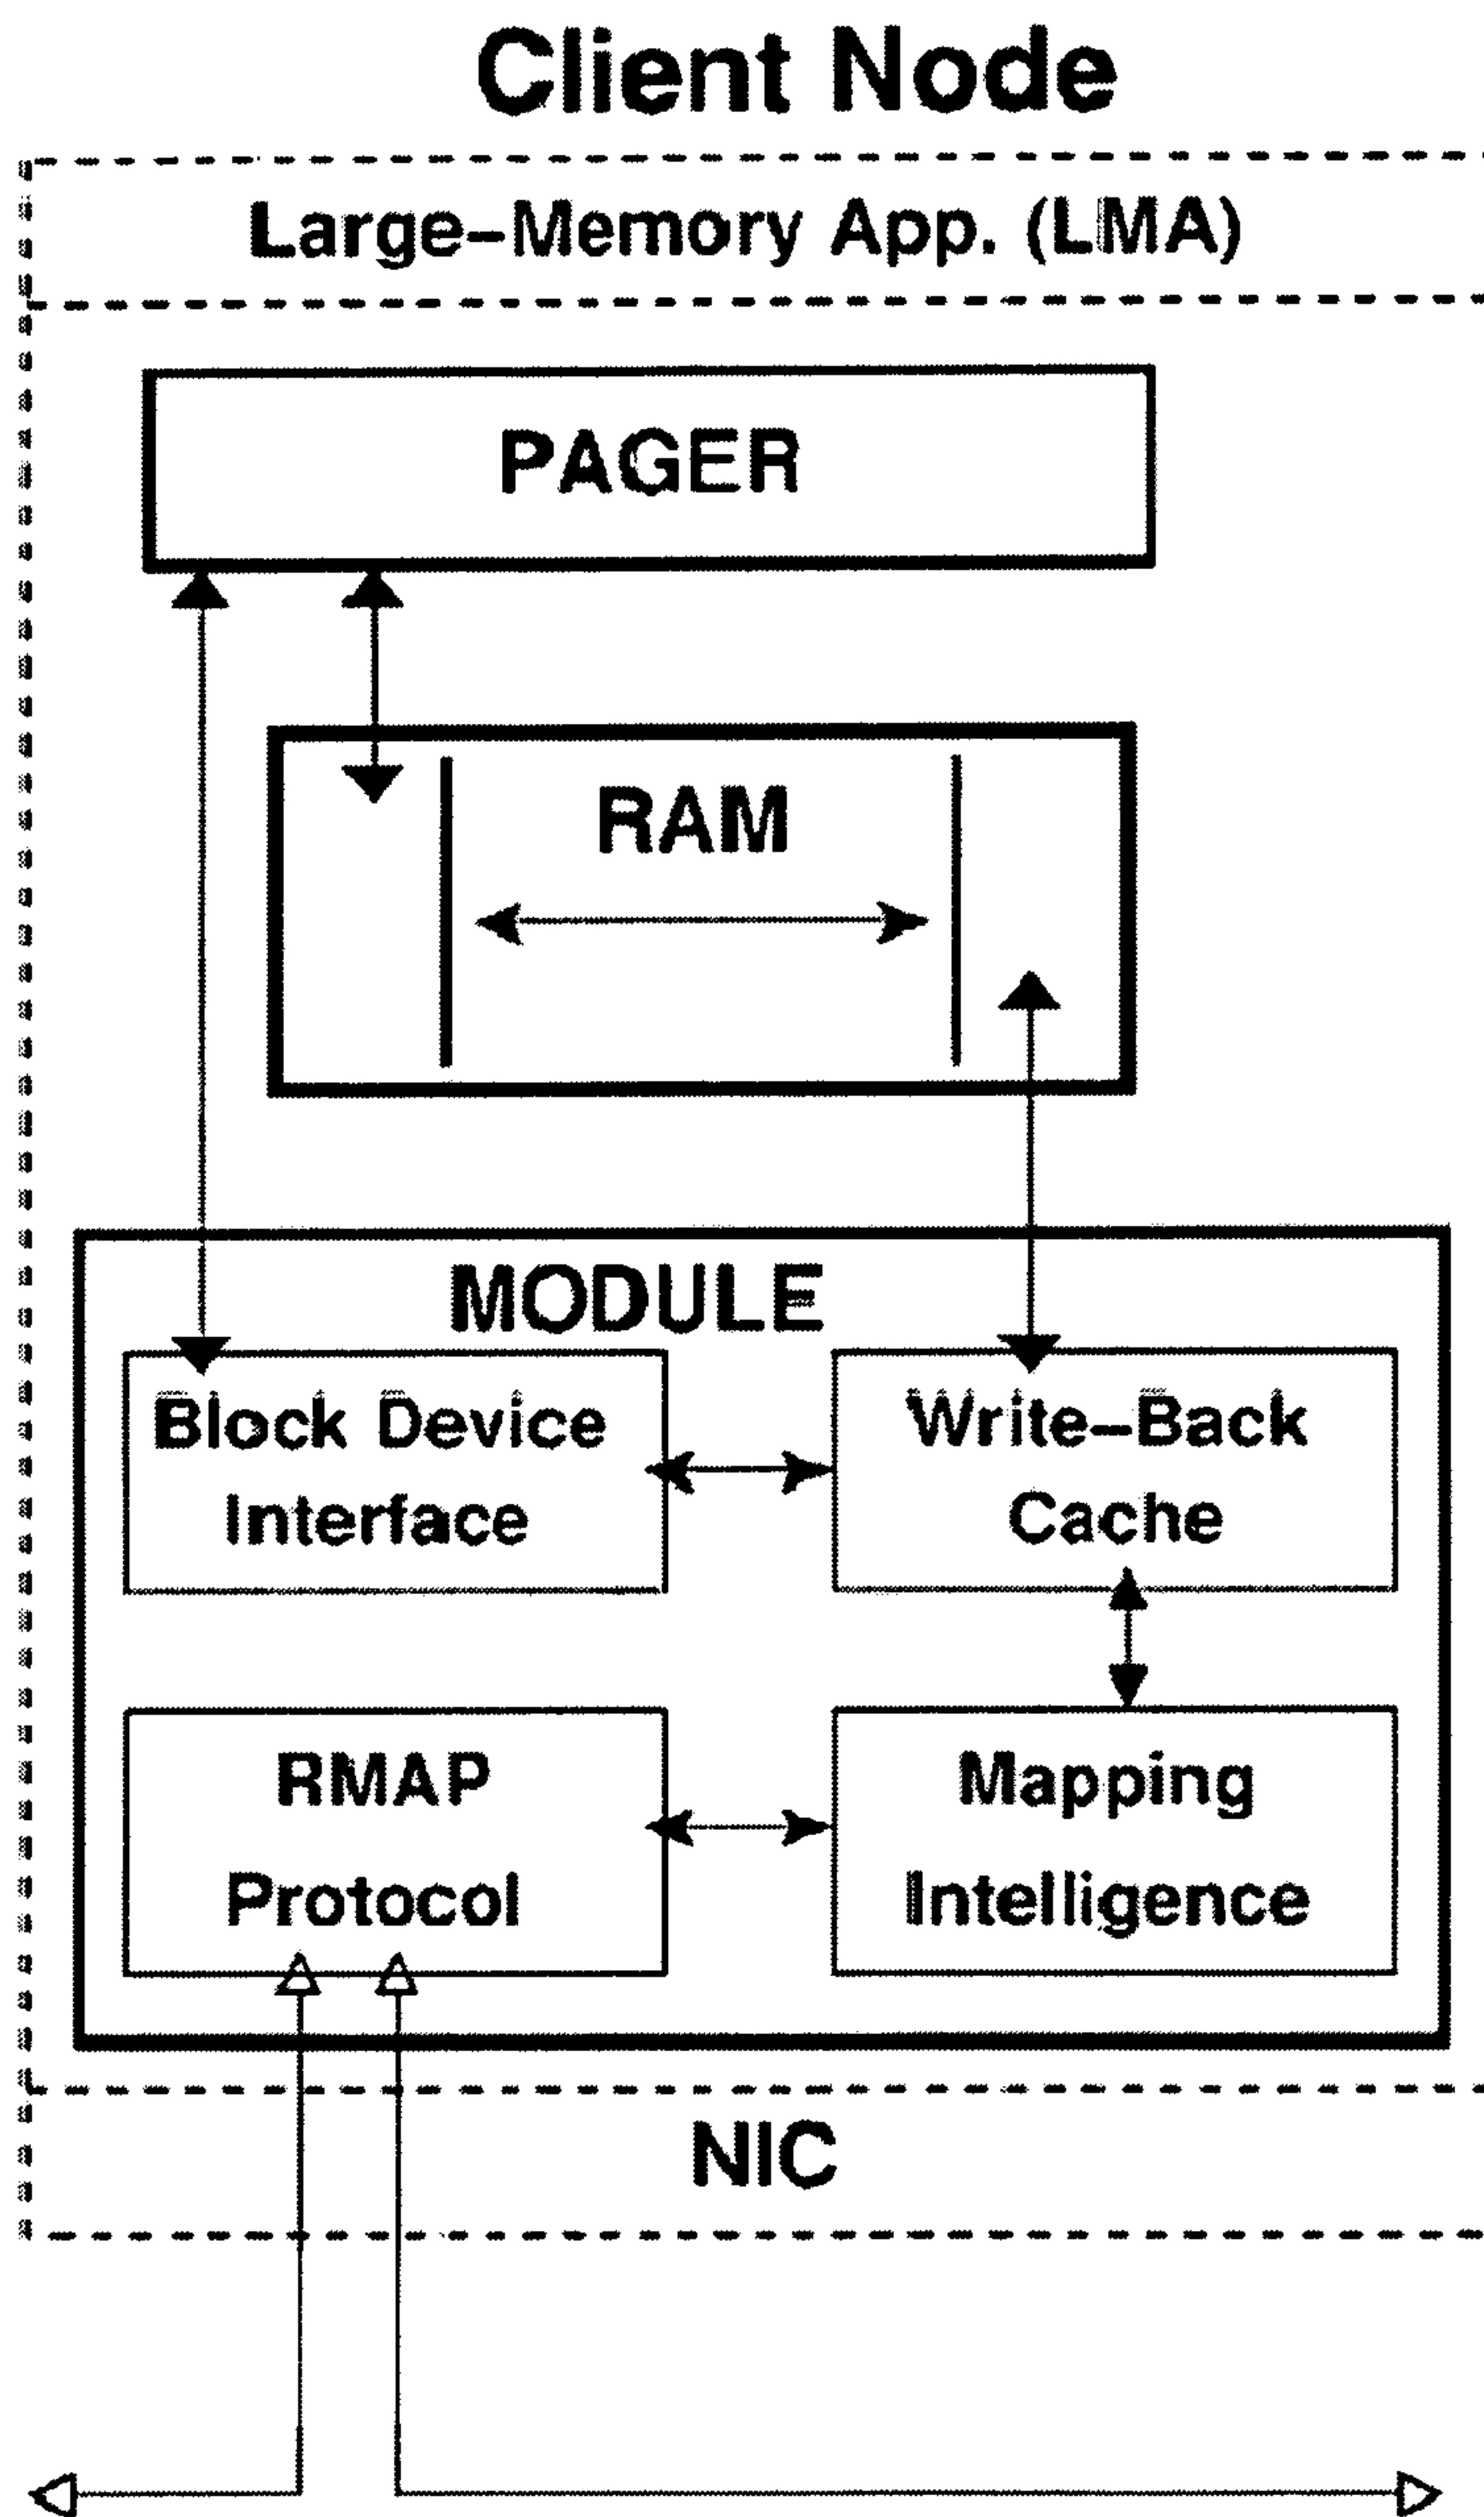 Client Node
Large–Memory App. (LMA)
PAGER
RAM
MODULE
Block Device
Interface
Write–Back
Cache
RMAP
Protocol
Mapping
Intelligence
NIC